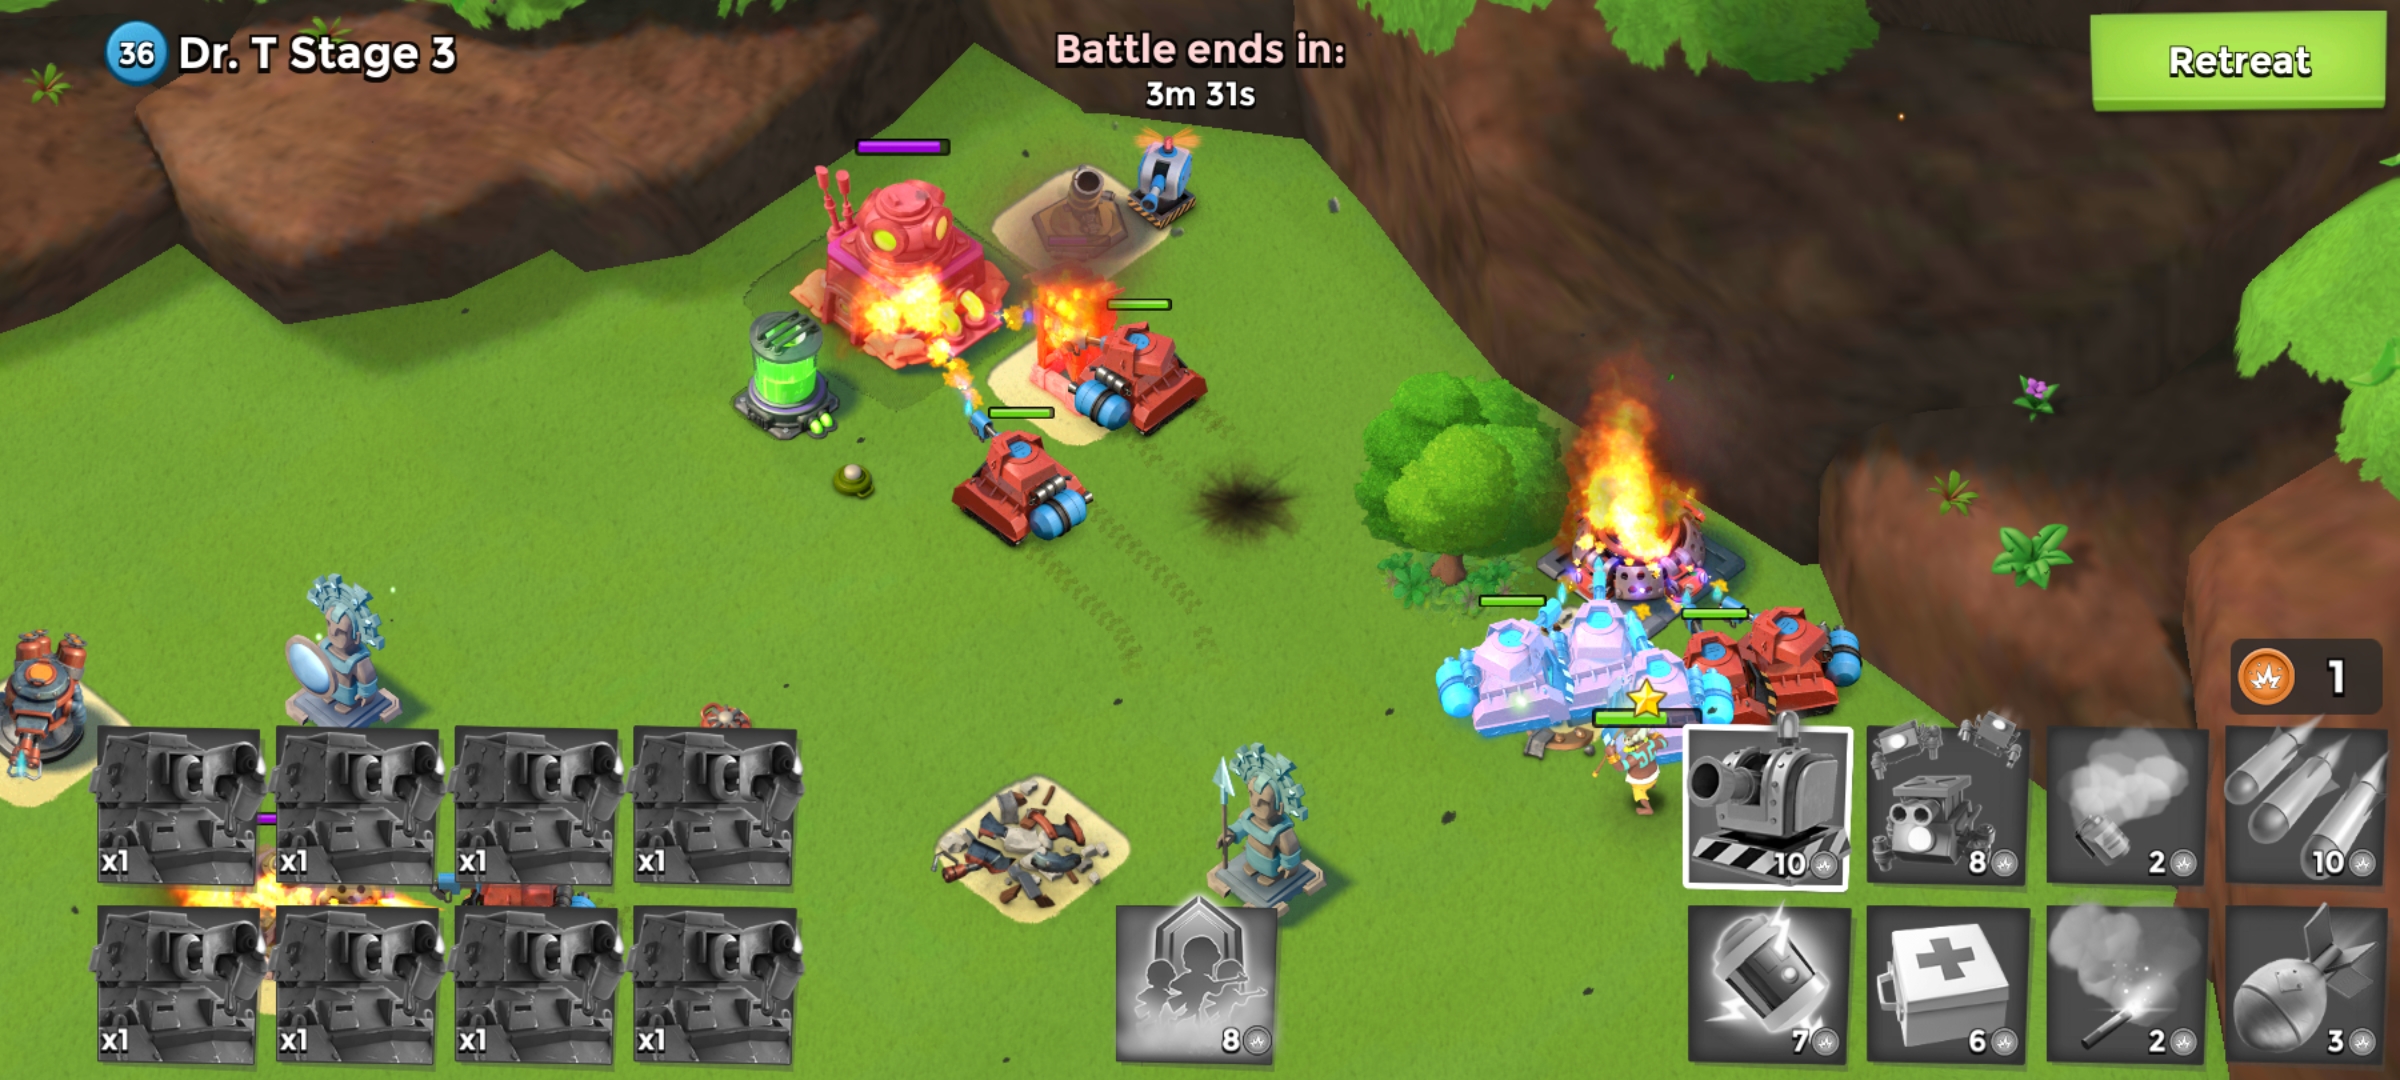 36 Dr. T Stage 3
Battle ends in:
3m 31s
Retreat
1
x1 x1 x1 x1
10 8 2 10
x1 x1 x1 x1
8
7 6 2 3